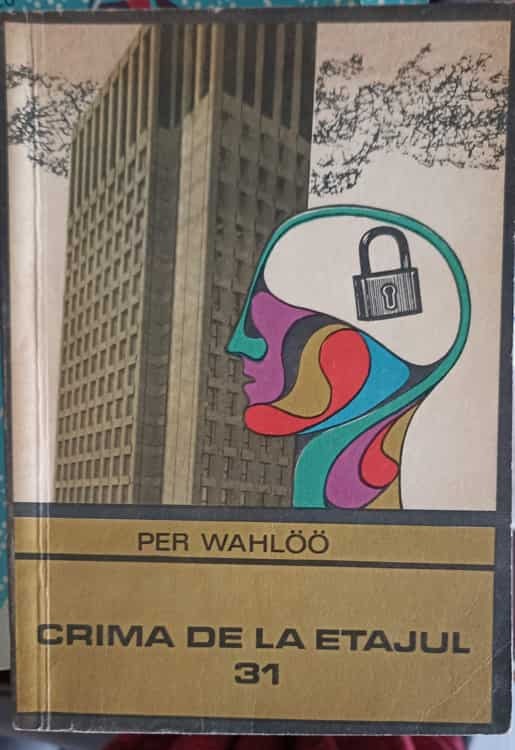 PER WAHLÖÖ
CRIMA DE LA ETAJUL
31